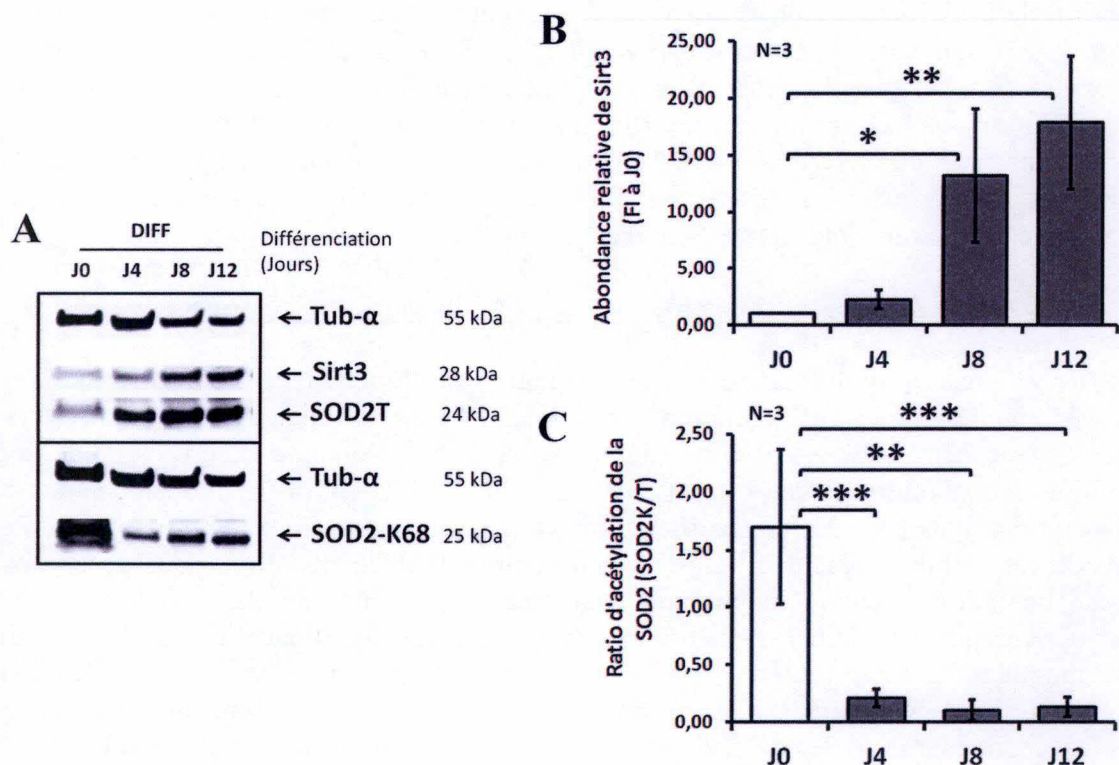 A
DIFF
J0 J4 J8 J12
Différenciation
(Jours)
← Tub-α 55 kDa
← Sirt3 28 kDa
← SOD2T 24 kDa
← Tub-α 55 kDa
← SOD2-K68 25 kDa
B
N=3
Abondance relative de Sirt3
(FI à J0)
25,00
20,00
15,00
10,00
5,00
0,00
**
*
J0 J4 J8 J12
C
N=3
Ratio d'acétylation de la
SOD2 (SOD2K/T)
2,50
2,00
1,50
1,00
0,50
0,00
***
**
***
J0 J4 J8 J12